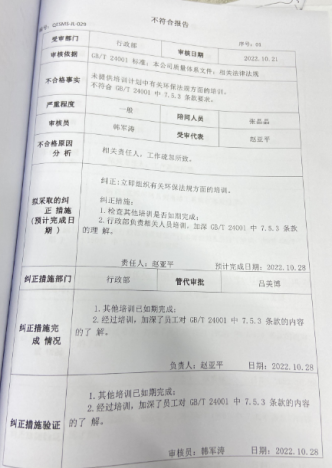 不符合报告
序号：01
受审部门 行政部 审核日期 2022.10.21
审核依据 GB/T 24001 标准；本公司质量体系文件；相关法律法规
不合格事实 未提供培训计划中有关环保法规方面的培训。
不符合 GB/T 24001 中 7.5.3 条款要求。
严重程度 一般 陪同人员
审核员 韩军涛 受审代表 赵亚平
不合格原因
分 析 相关责任人，工作疏忽所致。
拟采取的纠
正 措施
(预计完成日
期 )
纠正：立即组织有关环保法规方面的培训。
纠正措施：
1.检查其他培训是否如期完成；
2.行政部负责相关人员培训，加深 GB/T 24001 中 7.5.3 条款
的理 解。
责任人：赵亚平 预计完成日期：2022.10.28
纠正措施部门 行政部 管代审批 吕美博
纠正措施完
成 情况
1.其他培训已如期完成；
2.经过培训，加深了员工对 GB/T 24001 中 7.5.3 条款的内容
的了 解。
负责人：赵亚平 日期：2022.10.28
纠正措施验证
1.其他培训已如期完成；
2.经过培训，加深了员工对 GB/T 24001 中 7.5.3 条款的内容
的了 解。
审核员：韩军涛 日期：2022.10.28